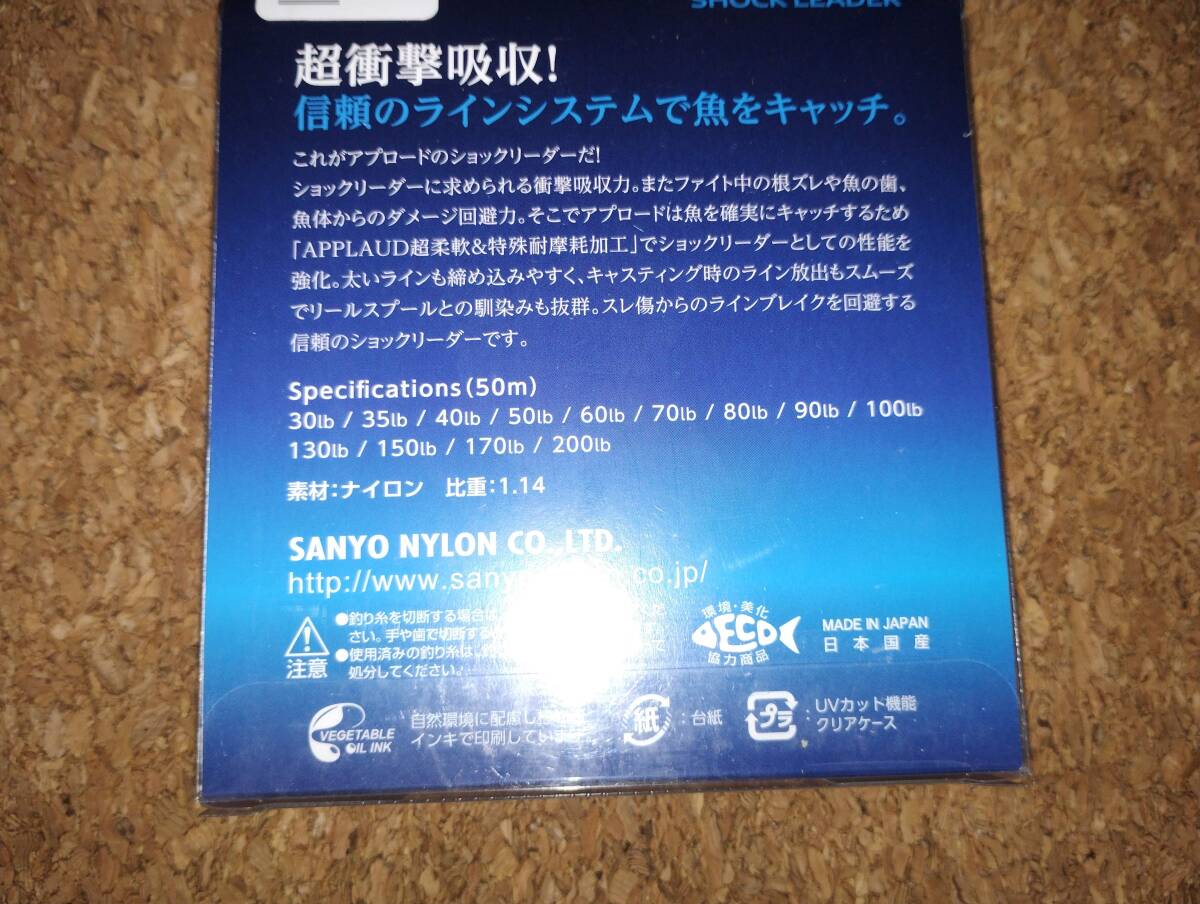 SHOCK LEADER
超衝撃吸収!
信頼のラインシステムで魚をキャッチ。
これがアプロードのショックリーダーだ!
ショックリーダーに求められる衝撃吸収力。またファイト中の根ズレや魚の歯、
魚体からのダメージ回避力。そこでアプロードは魚を確実にキャッチするため
「APPLAUD超柔軟&特殊耐摩耗加工」でショックリーダーとしての性能を
強化。太いラインも締め込みやすく、キャスティング時のライン放出もスムーズ
でリールスプールとの馴染みも抜群。スレ傷からのラインブレイクを回避する
信頼のショックリーダーです。
Specifications(50m)
30lb / 35lb / 40lb / 50lb / 60lb / 70lb / 80lb / 90lb / 100lb
130lb / 150lb / 170lb / 200lb
素材:ナイロン 比重:1.14
SANYO NYLON CO.,LTD.
http://www.sany n.co.jp/
●釣り糸を切断する場合は
さい。手や歯で切断する
●使用済みの釣り糸は、 て
処分してください。
注意
環境・美化
ECO
協力商品
MADE IN JAPAN
日本国産
VEGETABLE
OIL INK
自然環境に配慮し
インキで印刷しています。
紙
:台紙
プラ
:UVカット機能
クリアケース